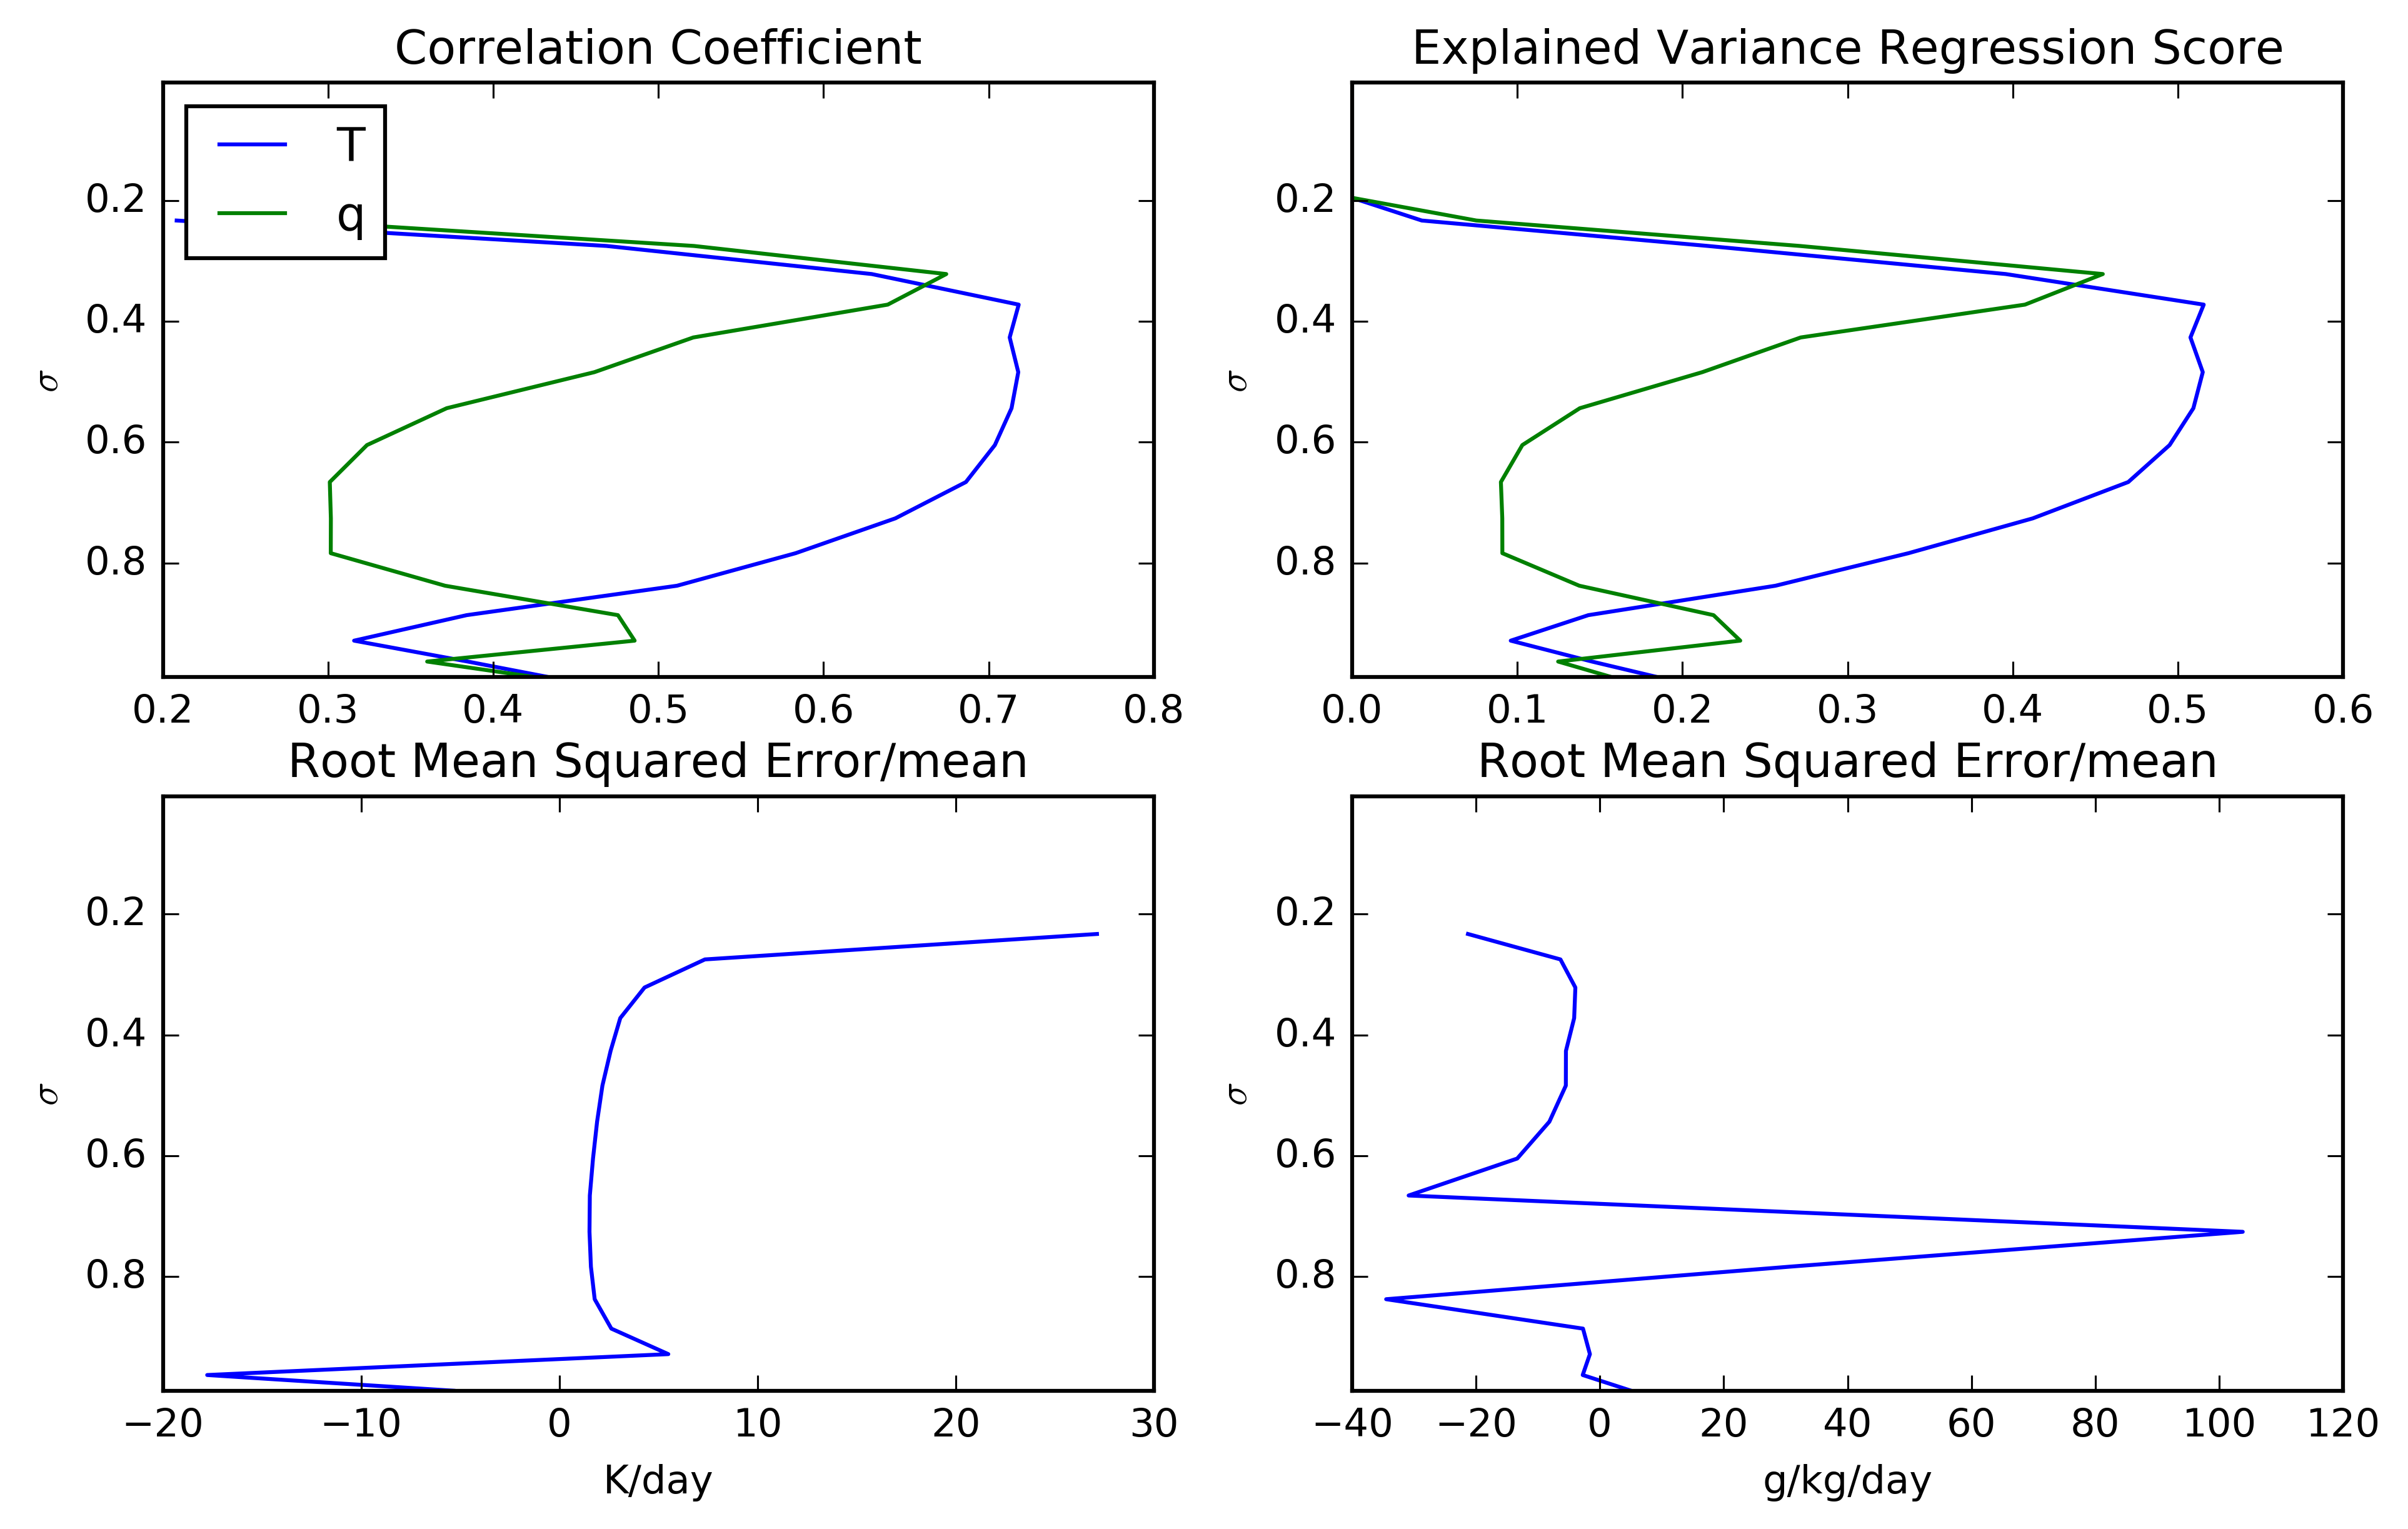 Correlation Coefficient
T
q
0.2
0.4
0.6
0.8
σ
0.2 0.3 0.4 0.5 0.6 0.7 0.8
Explained Variance Regression Score
0.2
0.4
0.6
0.8
σ
0.0 0.1 0.2 0.3 0.4 0.5 0.6
Root Mean Squared Error/mean
0.2
0.4
0.6
0.8
σ
−20 −10 0 10 20 30
K/day
Root Mean Squared Error/mean
0.2
0.4
0.6
0.8
σ
−40 −20 0 20 40 60 80 100 120
g/kg/day